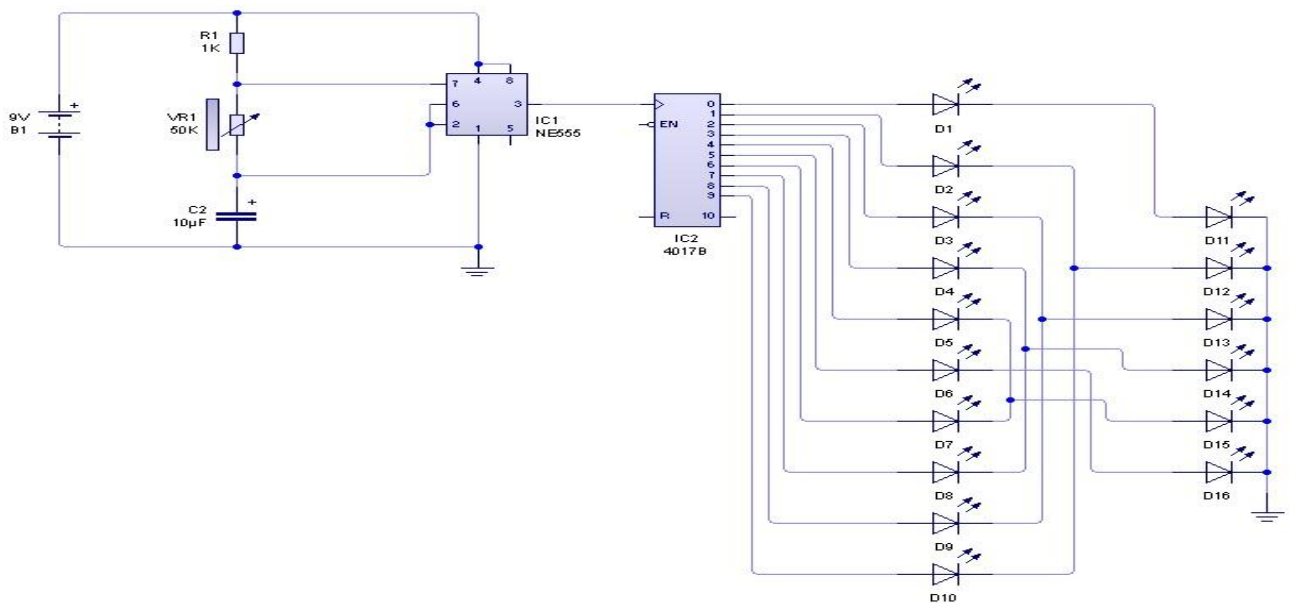 R1
1K
9V
B1
VR1
50K
C2
10µF
+
+
4
8
7
6
2
3
1
5
IC1
NE555
EN
R
0
1
2
3
4
5
6
7
8
9
10
IC2
4017B
D1
D2
D3
D4
D5
D6
D7
D8
D9
D10
D11
D12
D13
D14
D15
D16